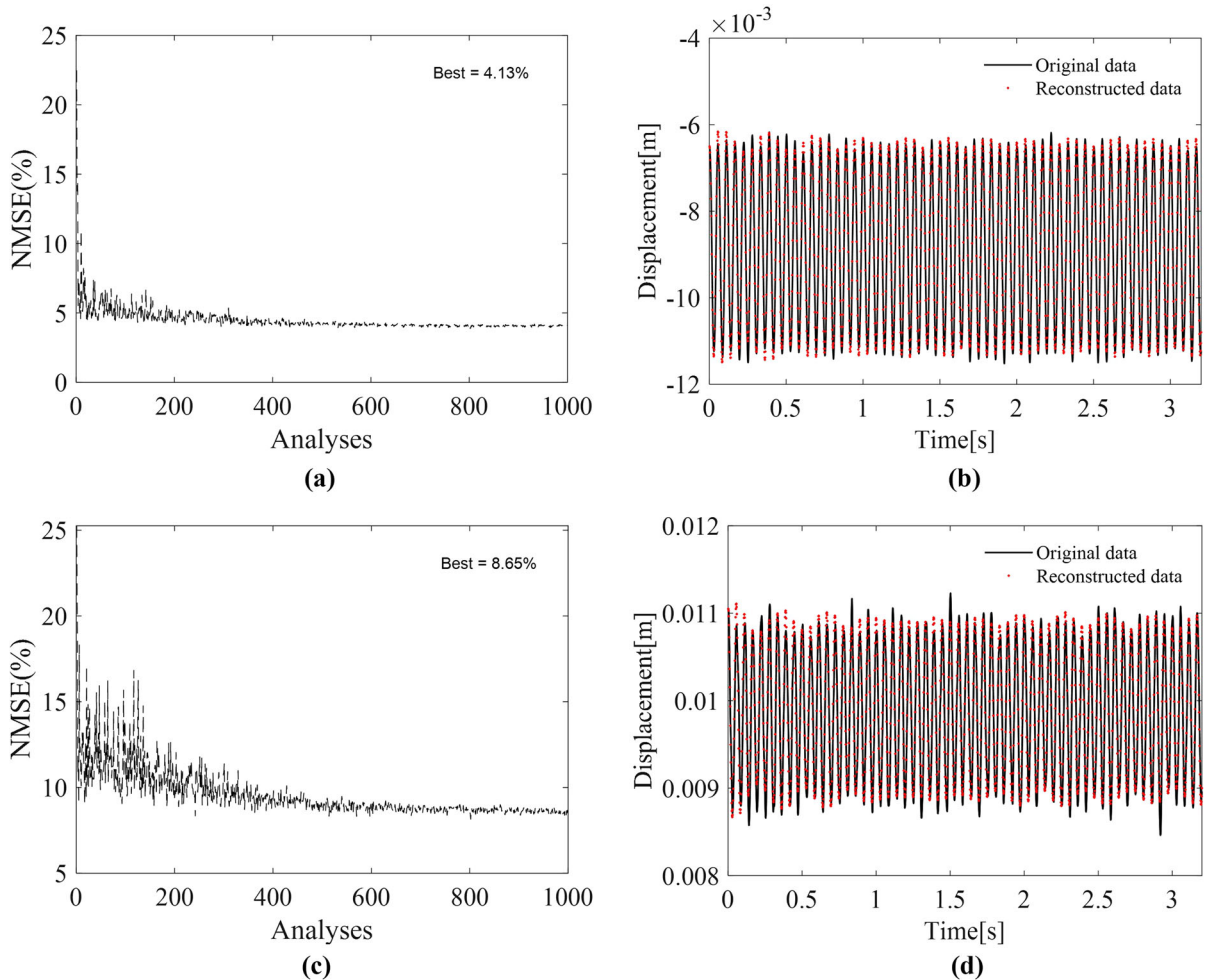 25
20
15
10
5
0
NMSE(%)
Best = 4.13%
0 200 400 600 800 1000
Analyses
(a)
×10⁻³
-4
-6
-8
-10
-12
Displacement[m]
Original data
Reconstructed data
0 0.5 1 1.5 2 2.5 3
Time[s]
(b)
25
20
15
10
5
NMSE(%)
Best = 8.65%
0 200 400 600 800 1000
Analyses
(c)
0.012
0.011
0.01
0.009
0.008
Displacement[m]
Original data
Reconstructed data
0 0.5 1 1.5 2 2.5 3
Time[s]
(d)